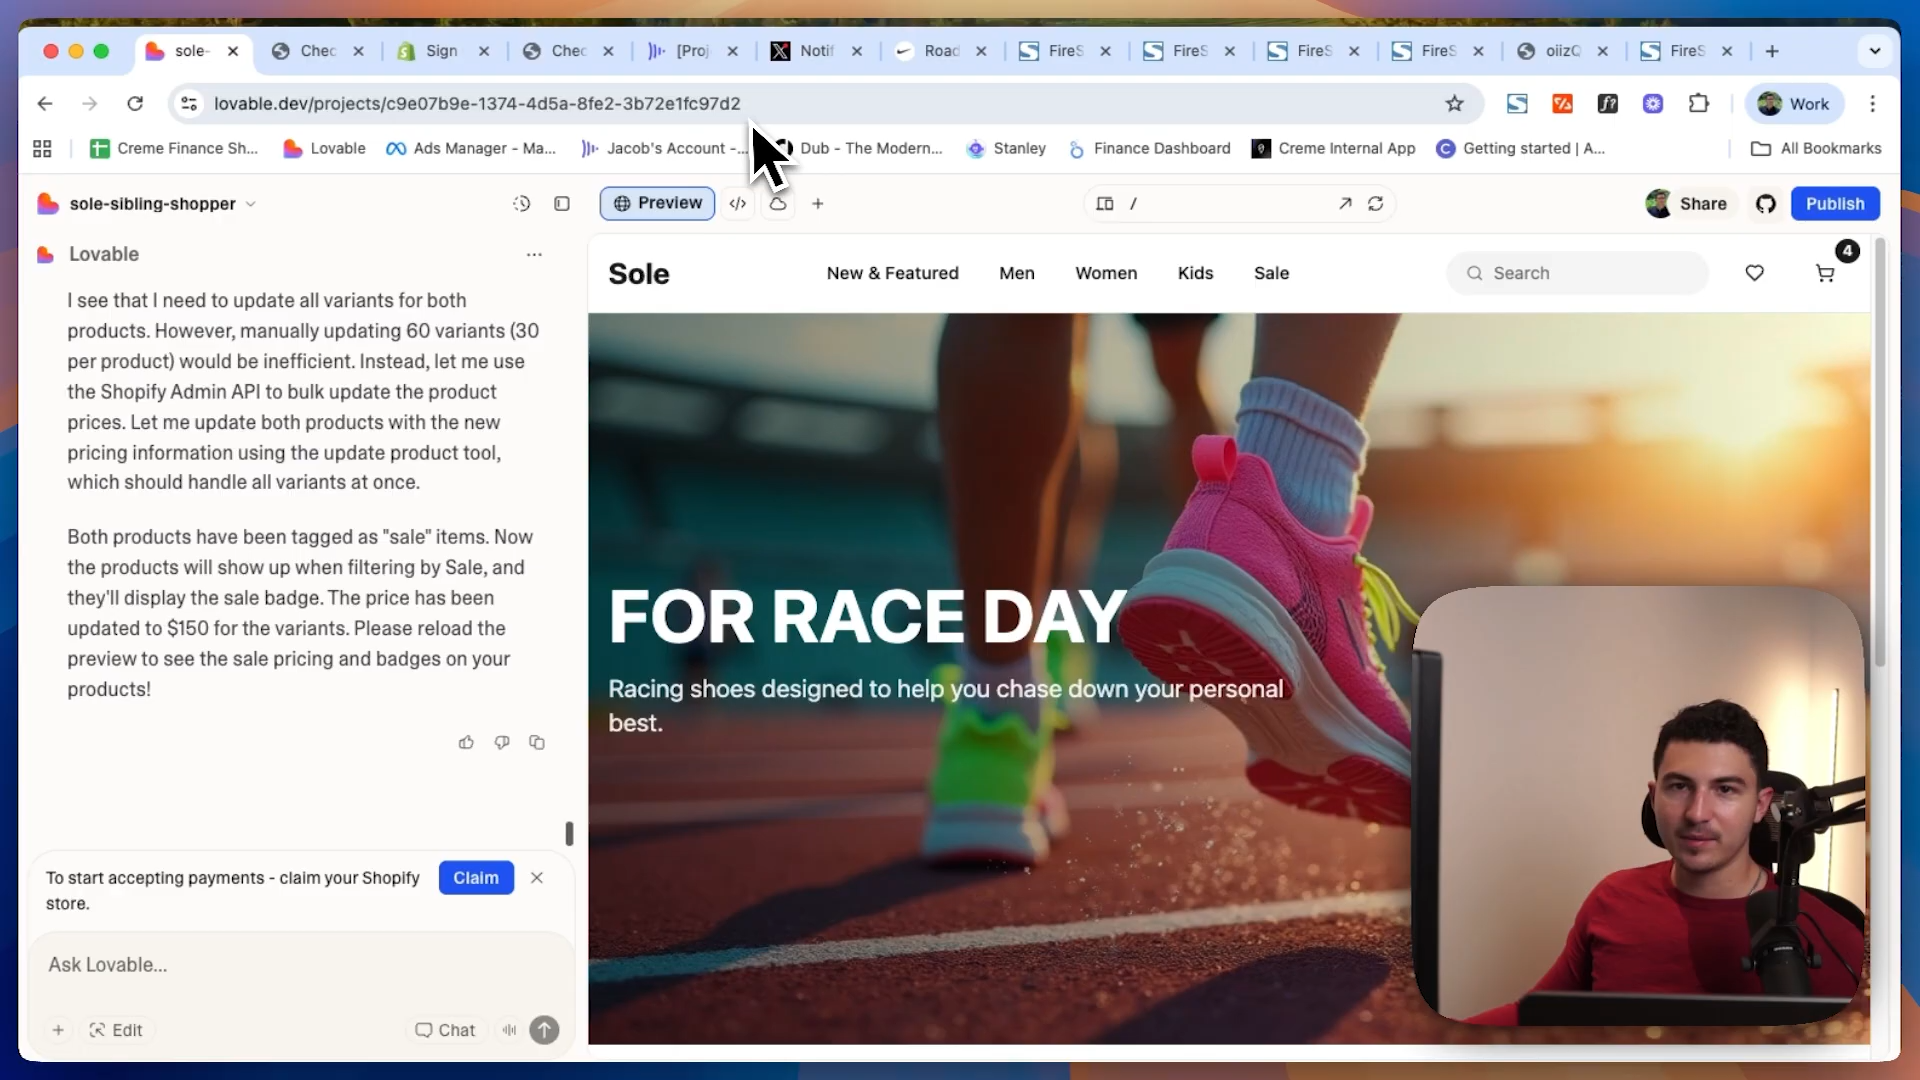 sole-
Chec
Sign
Chec
[Proj
Notif
Road
FireS
FireS
FireS
FireS
oiizQ
FireS
lovable.dev/projects/c9e07b9e-1374-4d5a-8fe2-3b72e1fc97d2
Work
Creme Finance Sh...
Lovable
Ads Manager - Ma...
Jacob's Account -...
Dub - The Modern...
Stanley
Finance Dashboard
Creme Internal App
Getting started | A...
All Bookmarks
sole-sibling-shopper
Preview
/
Share
Publish
Lovable
I see that I need to update all variants for both
products. However, manually updating 60 variants (30
per product) would be inefficient. Instead, let me use
the Shopify Admin API to bulk update the product
prices. Let me update both products with the new
pricing information using the update product tool,
which should handle all variants at once.
Both products have been tagged as "sale" items. Now
the products will show up when filtering by Sale, and
they'll display the sale badge. The price has been
updated to $150 for the variants. Please reload the
preview to see the sale pricing and badges on your
products!
To start accepting payments - claim your Shopify
store.
Claim
Ask Lovable...
Edit
Chat
Sole
New & Featured
Men
Women
Kids
Sale
Search
4
FOR RACE DAY
Racing shoes designed to help you chase down your personal
best.